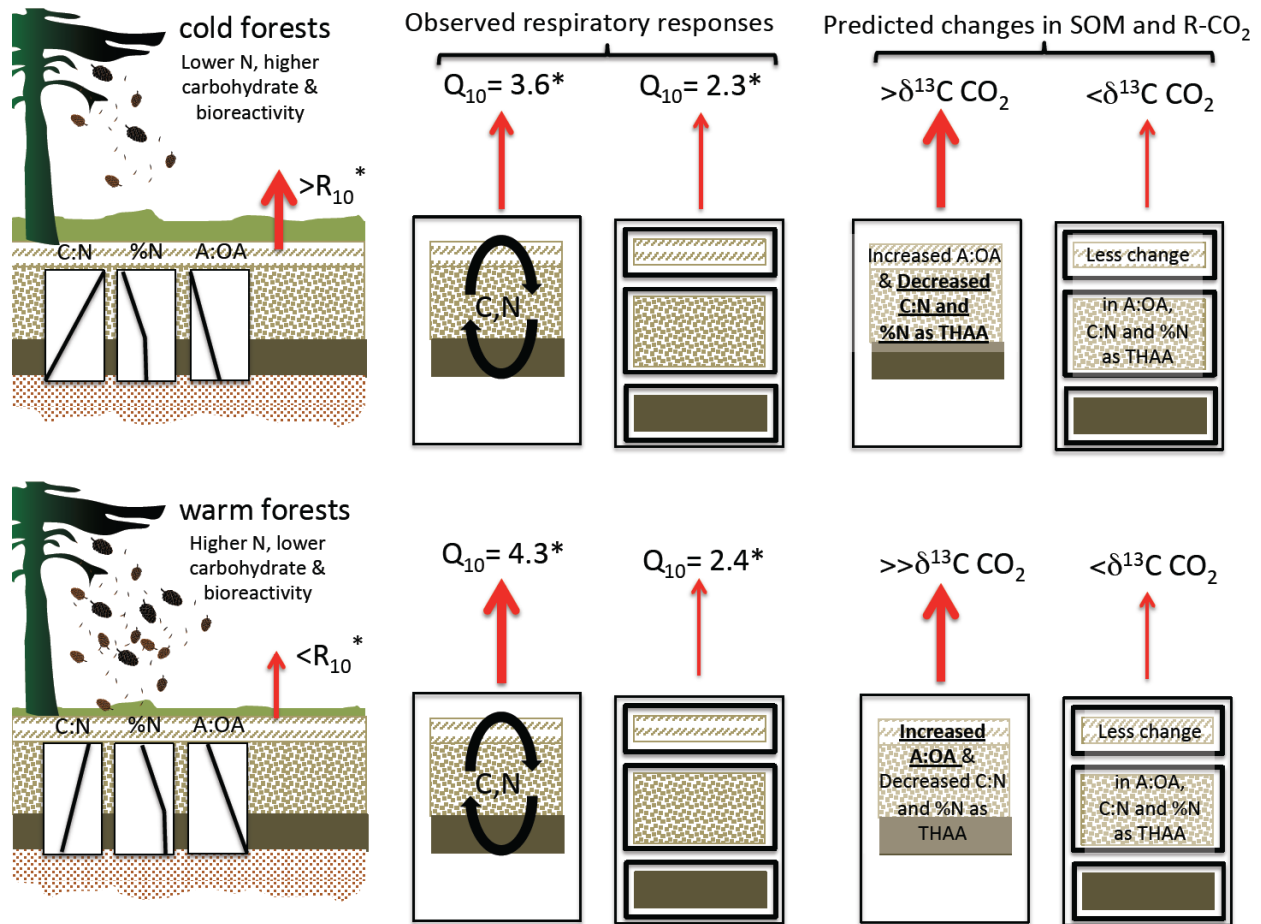 cold forests
Lower N, higher
carbohydrate &
bioreactivity
>R10*
C:N %N A:OA
Observed respiratory responses
Q10= 3.6*
Q10= 2.3*
C,N
Predicted changes in SOM and R-CO2
>δ13C CO2
<δ13C CO2
Increased A:OA
& Decreased
C:N and
%N as THAA
Less change
in A:OA,
C:N and %N
as THAA
warm forests
Higher N, lower
carbohydrate &
bioreactivity
<R10*
C:N %N A:OA
Q10= 4.3*
Q10= 2.4*
C,N
>>δ13C CO2
<δ13C CO2
Increased
A:OA &
Decreased C:N
and %N as
THAA
Less change
in A:OA,
C:N and %N
as THAA